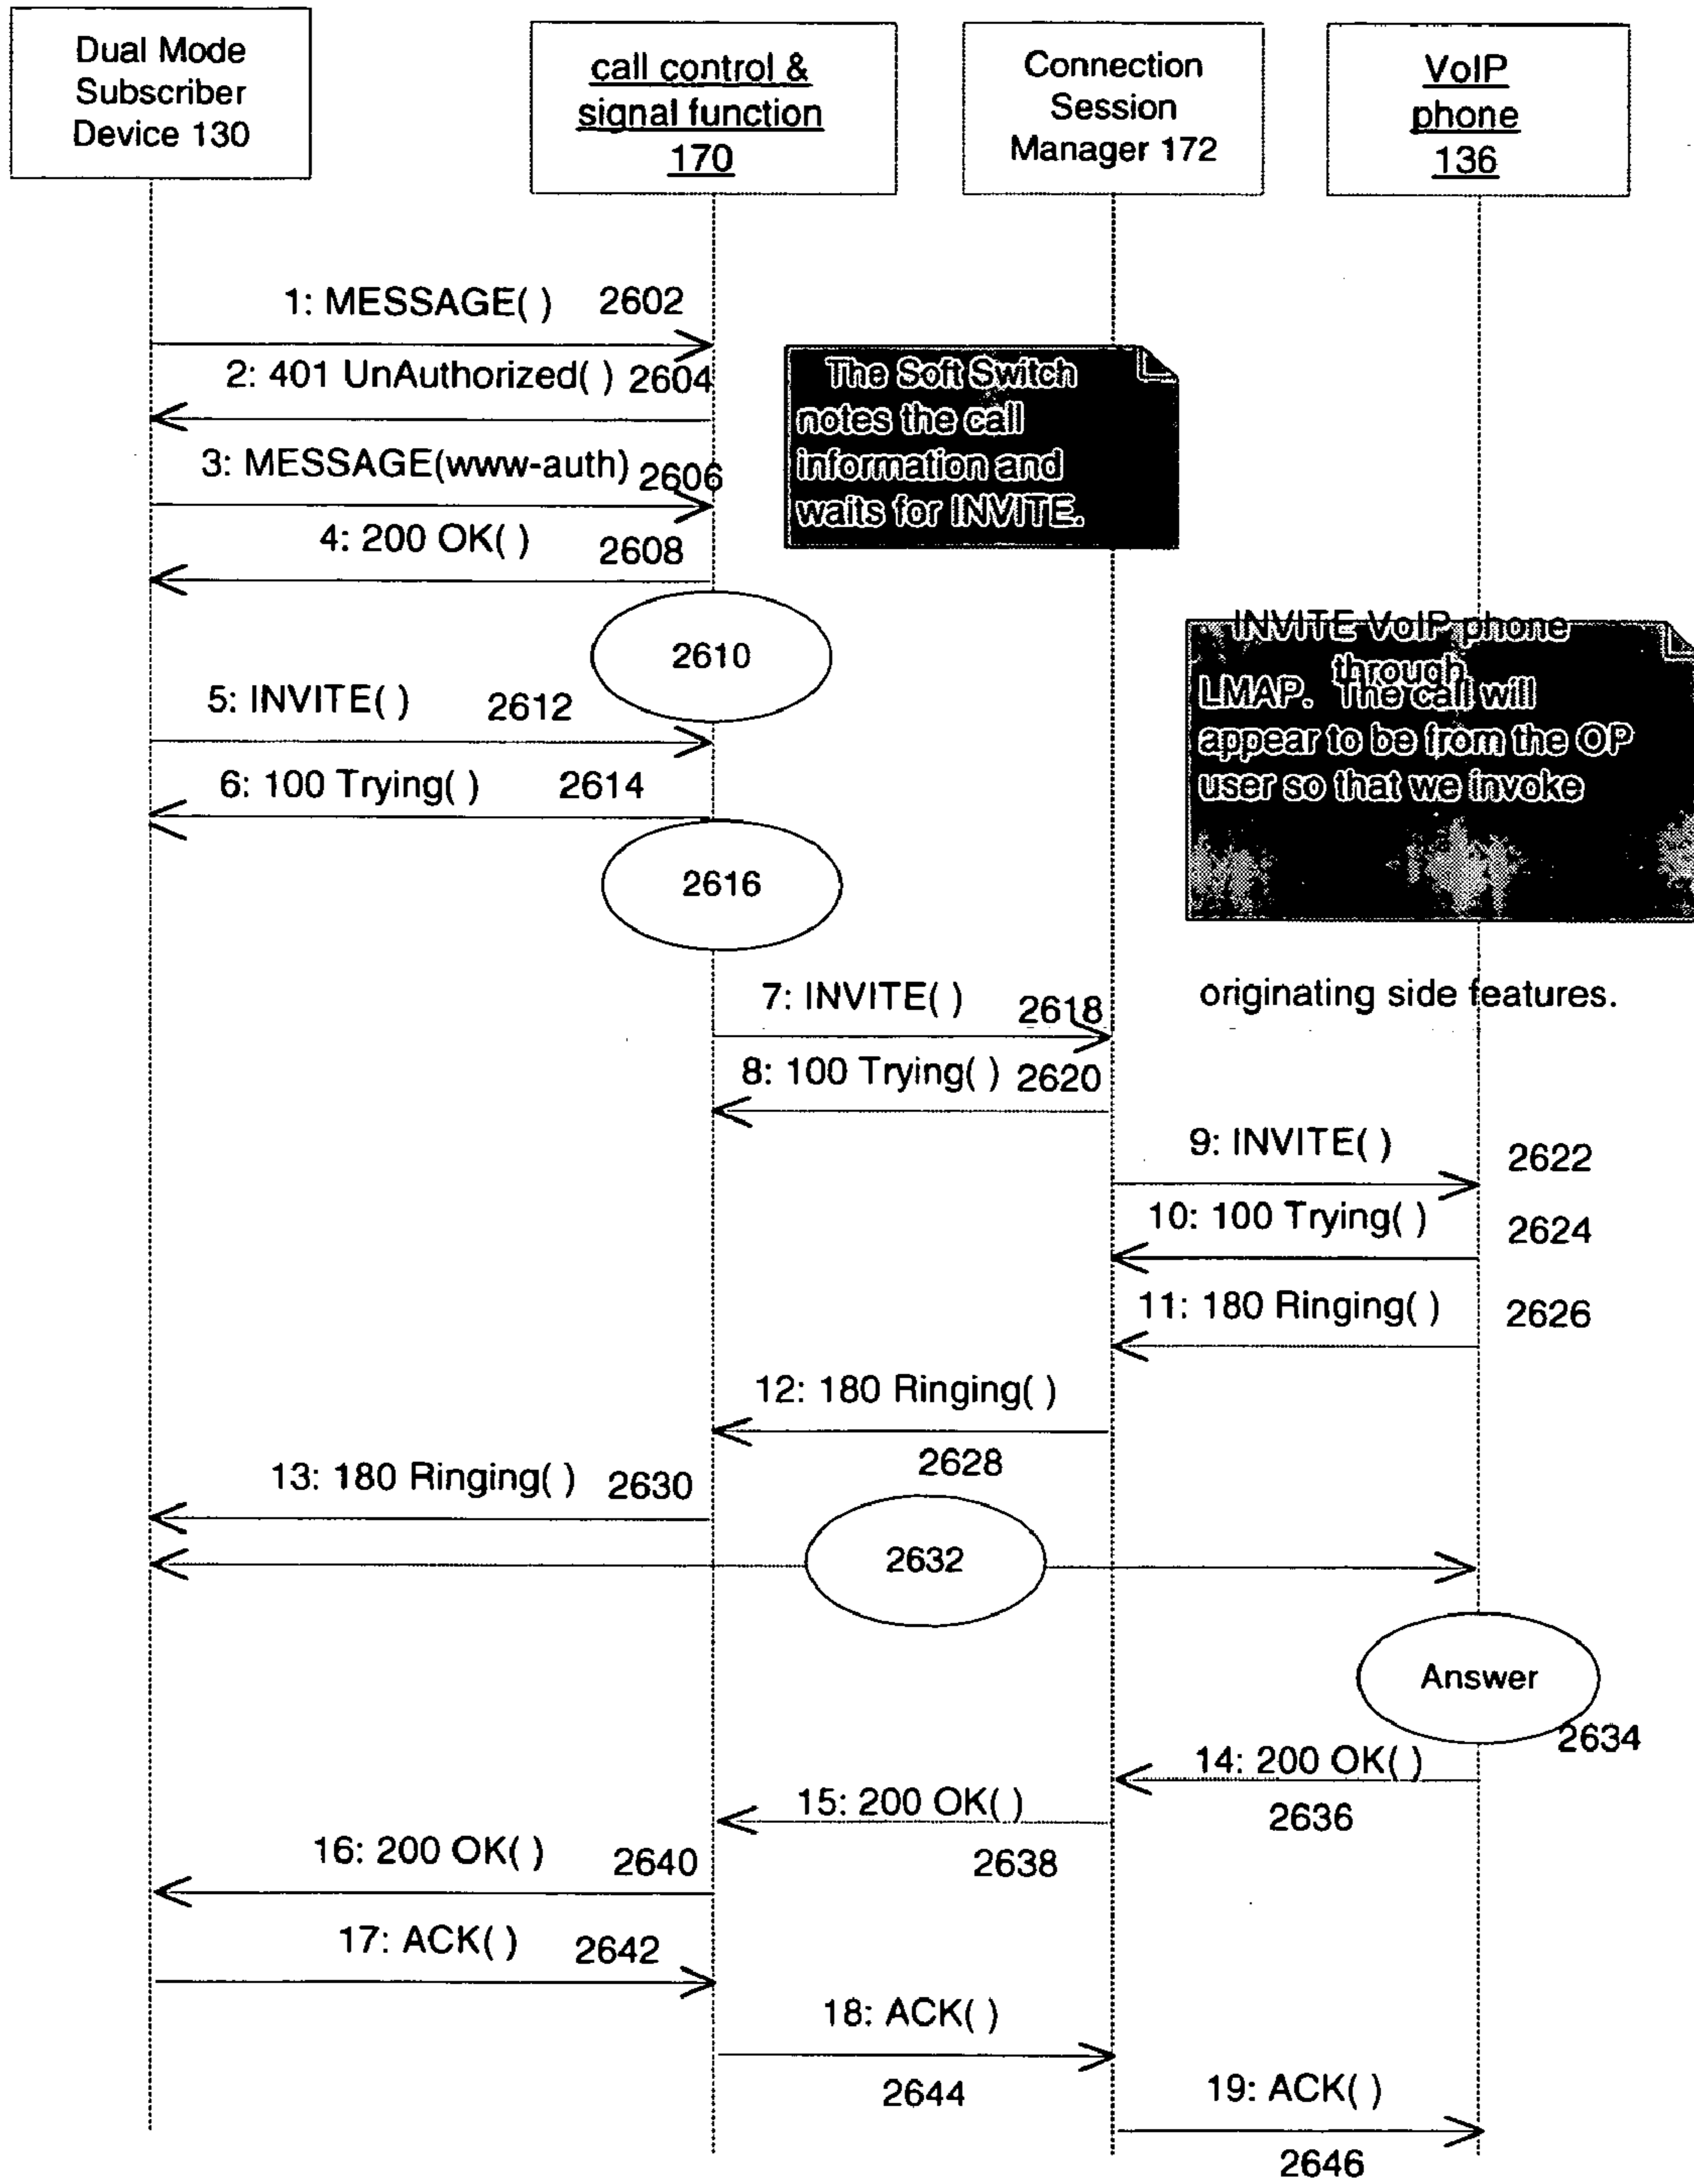 Dual Mode
Subscriber
Device 130
call control &
signal function
170
Connection
Session
Manager 172
VoIP
phone
136
1: MESSAGE( ) 2602
2: 401 UnAuthorized( ) 2604
The Soft Switch
notes the call
information and
waits for INVITE.
3: MESSAGE(www-auth) 2606
4: 200 OK( ) 2608
2610
INVITE VoIP phone
through
LMAP. The call will
appear to be from the OP
user so that we invoke
originating side features.
5: INVITE( ) 2612
6: 100 Trying( ) 2614
2616
7: INVITE( ) 2618
8: 100 Trying( ) 2620
9: INVITE( ) 2622
10: 100 Trying( ) 2624
11: 180 Ringing( ) 2626
12: 180 Ringing( )
2628
13: 180 Ringing( ) 2630
2632
Answer
2634
14: 200 OK( )
2636
15: 200 OK( )
2638
16: 200 OK( ) 2640
17: ACK( ) 2642
18: ACK( )
2644
19: ACK( )
2646